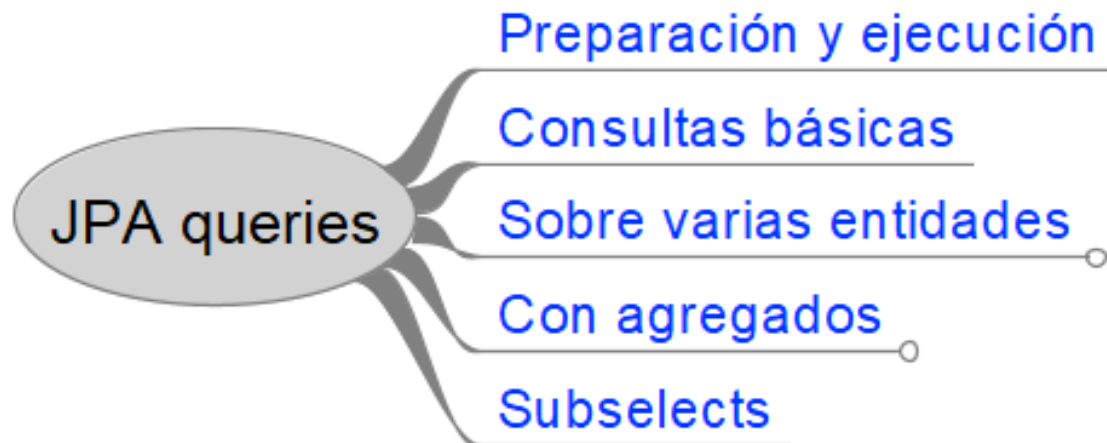 JPA queries
Preparación y ejecución
Consultas básicas
Sobre varias entidades
Con agregados
Subselects